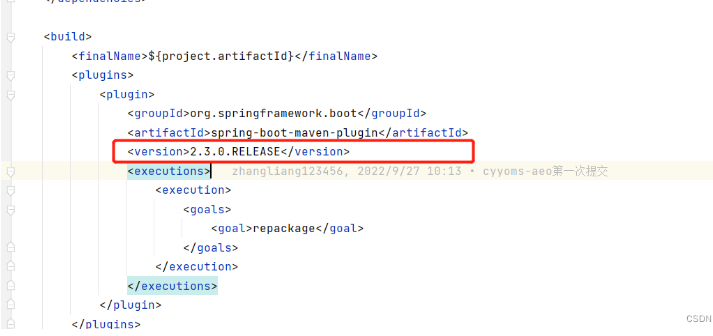 </dependencies>
<build>
<finalName>${project.artifactId}</finalName>
<plugins>
<plugin>
<groupId>org.springframework.boot</groupId>
<artifactId>spring-boot-maven-plugin</artifactId>
<version>2.3.0.RELEASE</version>
<executions> zhangliang123456, 2022/9/27 10:13 • cyyoms-aeo第一次提交
<execution>
<goals>
<goal>repackage</goal>
</goals>
</execution>
</executions>
</plugin>
</plugins>
CSDN